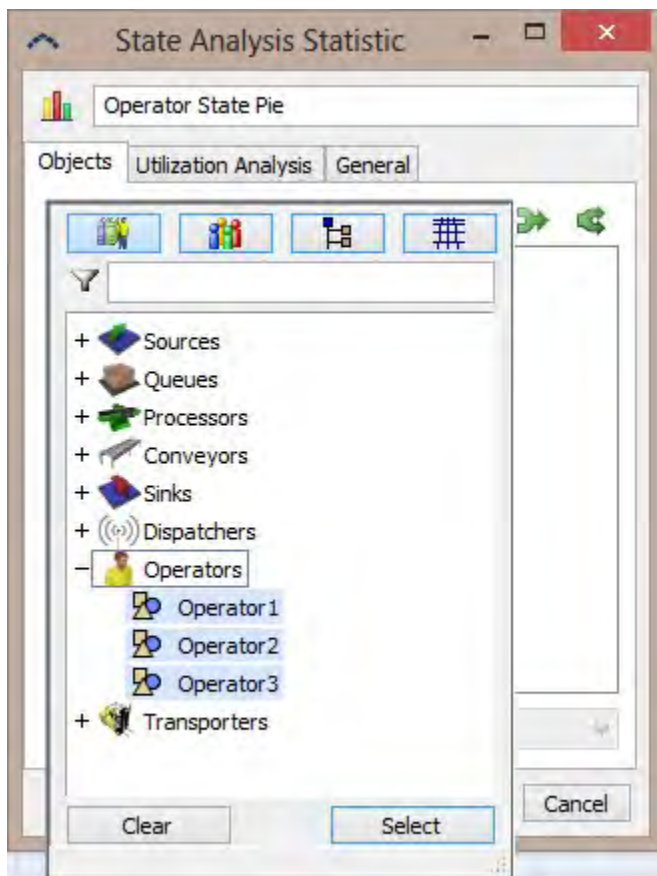 State Analysis Statistic
Operator State Pie
Objects Utilization Analysis General
+ Sources
+ Queues
+ Processors
+ Conveyors
+ Sinks
+ Dispatchers
− Operators
Operator1
Operator2
Operator3
+ Transporters
Clear Select Cancel